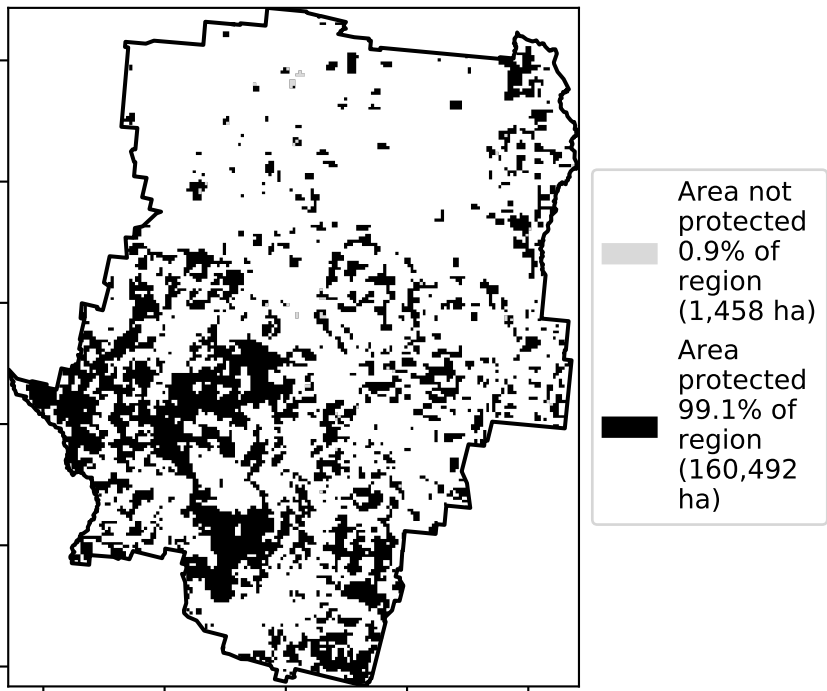 Area not
protected
0.9% of
region
(1,458 ha)
Area
protected
99.1% of
region
(160,492
ha)